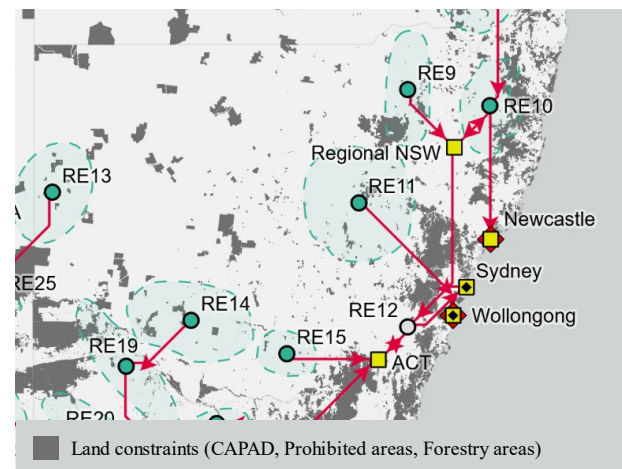 RE9
RE10
Regional NSW
RE13
RE11
A
Newcastle
RE25
Sydney
RE14
RE12
Wollongong
RE15
RE19
ACT
RE20
Land constraints (CAPAD, Prohibited areas, Forestry areas)